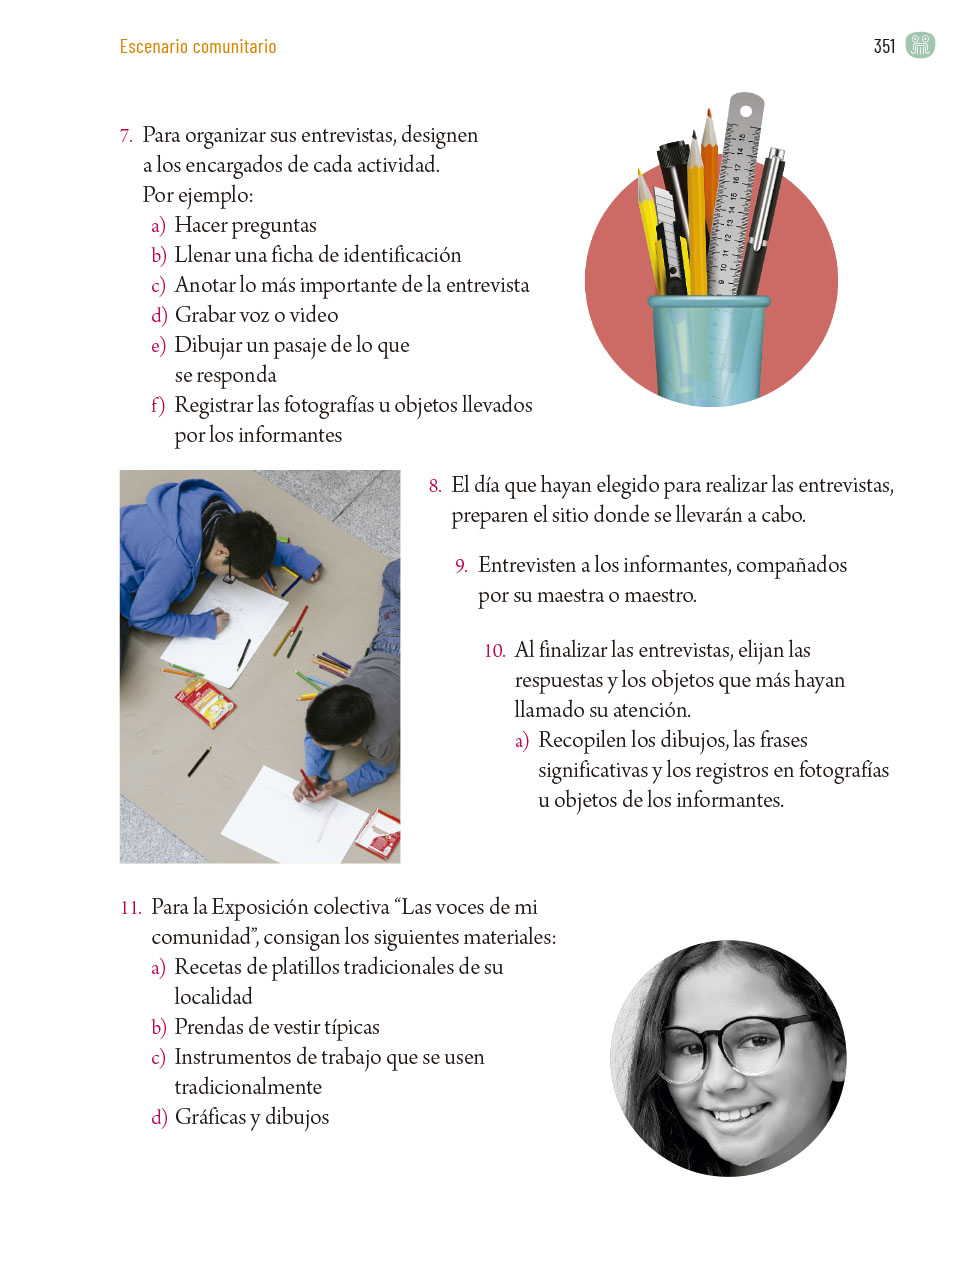 Escenario comunitario
351
7. Para organizar sus entrevistas, designen
a los encargados de cada actividad.
Por ejemplo:
a) Hacer preguntas
b) Llenar una ficha de identificación
c) Anotar lo más importante de la entrevista
d) Grabar voz o video
e) Dibujar un pasaje de lo que
se responda
f) Registrar las fotografías u objetos llevados
por los informantes
8. El día que hayan elegido para realizar las entrevistas,
preparen el sitio donde se llevarán a cabo.
9. Entrevisten a los informantes, compañados
por su maestra o maestro.
10. Al finalizar las entrevistas, elijan las
respuestas y los objetos que más hayan
llamado su atención.
a) Recopilen los dibujos, las frases
significativas y los registros en fotografías
u objetos de los informantes.
11. Para la Exposición colectiva “Las voces de mi
comunidad”, consigan los siguientes materiales:
a) Recetas de platillos tradicionales de su
localidad
b) Prendas de vestir típicas
c) Instrumentos de trabajo que se usen
tradicionalmente
d) Gráficas y dibujos